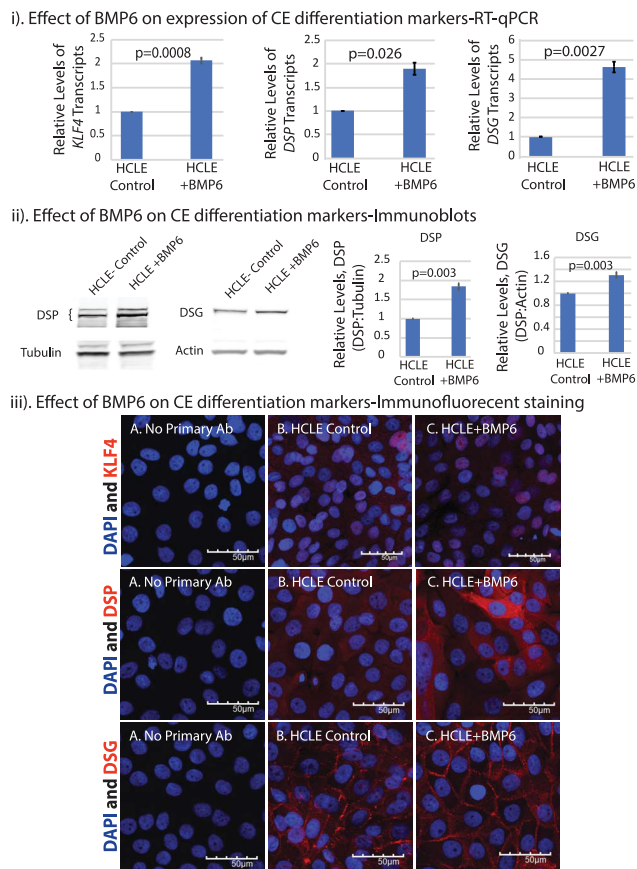 i). Effect of BMP6 on expression of CE differentiation markers-RT-qPCR
Relative Levels of
KLF4 Transcripts
2.5
2
1.5
1
0.5
0
p=0.0008
HCLE
Control
HCLE
+BMP6
Relative Levels of
DSP Transcripts
2.5
2
1.5
1
0.5
0
p=0.026
HCLE
Control
HCLE
+BMP6
Relative Levels of
DSG Transcripts
6
5
4
3
2
1
0
p=0.0027
HCLE
Control
HCLE
+BMP6
ii). Effect of BMP6 on CE differentiation markers-Immunoblots
HCLE- Control
HCLE +BMP6
DSP {
Tubulin
HCLE- Control
HCLE +BMP6
DSG
Actin
DSP
Relative Levels, DSP
(DSP:Tubulin)
2.5
2
1.5
1
0.5
0
p=0.003
HCLE
Control
HCLE
+BMP6
DSG
Relative Levels, DSG
(DSP:Actin)
1.6
1.2
0.8
0.4
0
p=0.003
HCLE
Control
HCLE
+BMP6
iii). Effect of BMP6 on CE differentiation markers-Immunofluorecent staining
DAPI and KLF4
A. No Primary Ab
50µm
B. HCLE Control
50µm
C. HCLE+BMP6
50µm
DAPI and DSP
A. No Primary Ab
50µm
B. HCLE Control
50µm
C. HCLE+BMP6
50µm
DAPI and DSG
A. No Primary Ab
50µm
B. HCLE Control
50µm
C. HCLE+BMP6
50µm